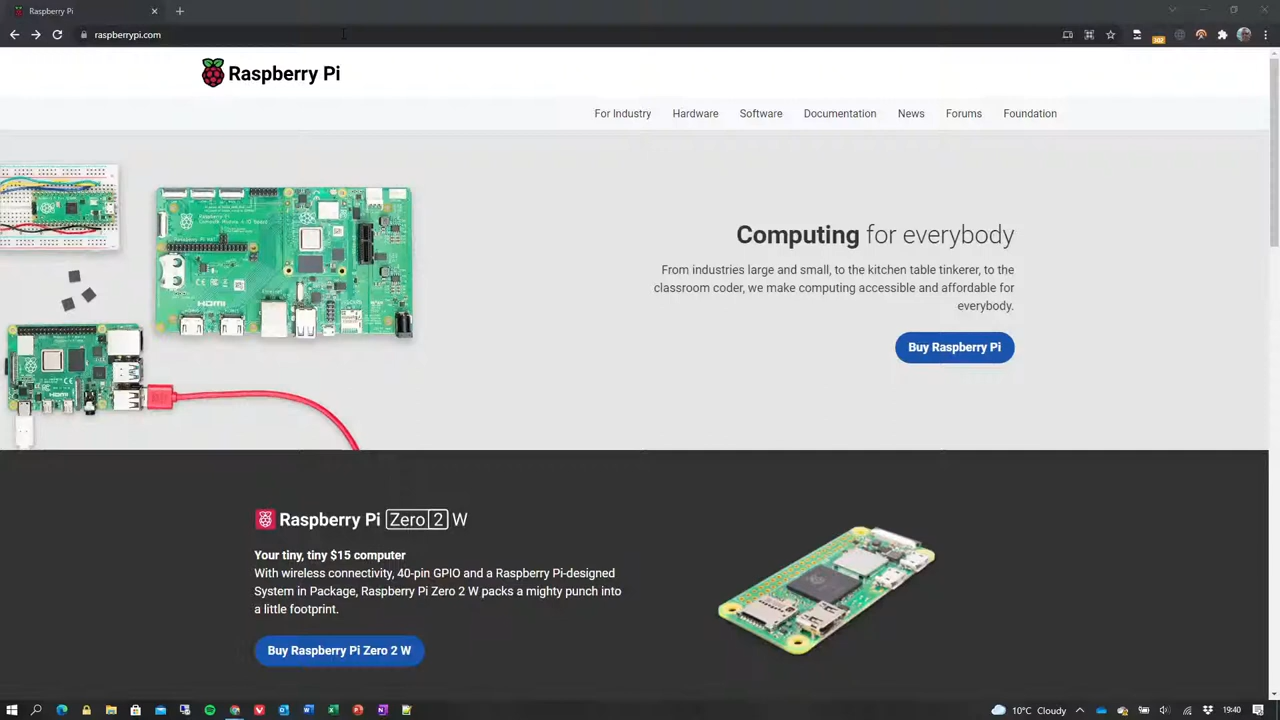 Raspberry Pi
raspberrypi.com
Raspberry Pi
For Industry Hardware Software Documentation News Forums Foundation
Computing for everybody
From industries large and small, to the kitchen table tinkerer, to the
classroom coder, we make computing accessible and affordable for
everybody.
Buy Raspberry Pi
HDMI
HDMI
Raspberry Pi Zero 2 W
Your tiny, tiny $15 computer
With wireless connectivity, 40-pin GPIO and a Raspberry Pi-designed
System in Package, Raspberry Pi Zero 2 W packs a mighty punch into
a little footprint.
Buy Raspberry Pi Zero 2 W
10°C Cloudy
19:40